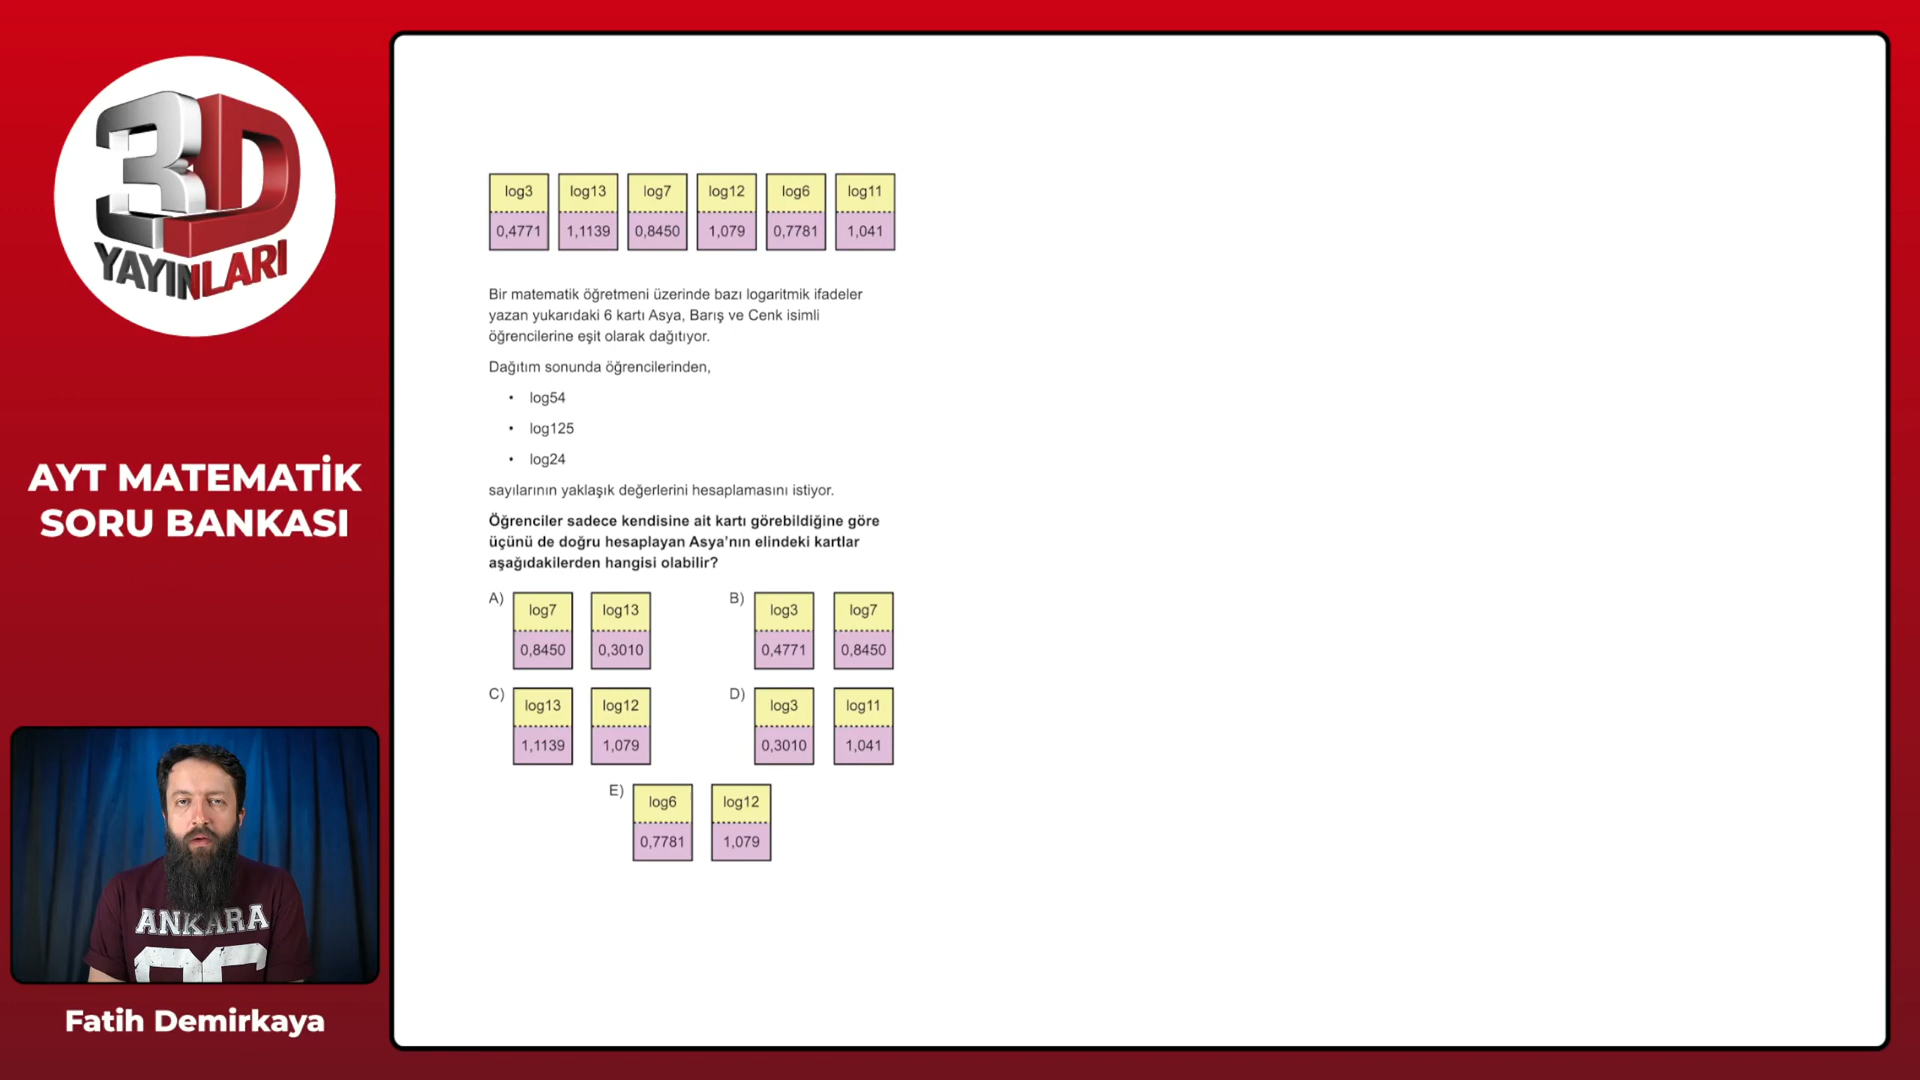 3D
YAYINLARI
AYT MATEMATİK
SORU BANKASI
log3 log13 log7 log12 log6 log11
0,4771 1,1139 0,8450 1,079 0,7781 1,041
Bir matematik öğretmeni üzerinde bazı logaritmik ifadeler
yazan yukarıdaki 6 kartı Asya, Barış ve Cenk isimli
öğrencilerine eşit olarak dağıtıyor.
Dağıtım sonunda öğrencilerinden,
• log54
• log125
• log24
sayılarının yaklaşık değerlerini hesaplamasını istiyor.
Öğrenciler sadece kendisine ait kartı görebildiğine göre
üçünü de doğru hesaplayan Asya'nın elindeki kartlar
aşağıdakilerden hangisi olabilir?
A) log7 log13 B) log3 log7
0,8450 0,3010 0,4771 0,8450
C) log13 log12 D) log3 log11
1,1139 1,079 0,3010 1,041
E) log6 log12
0,7781 1,079
ANKARA
Fatih Demirkaya